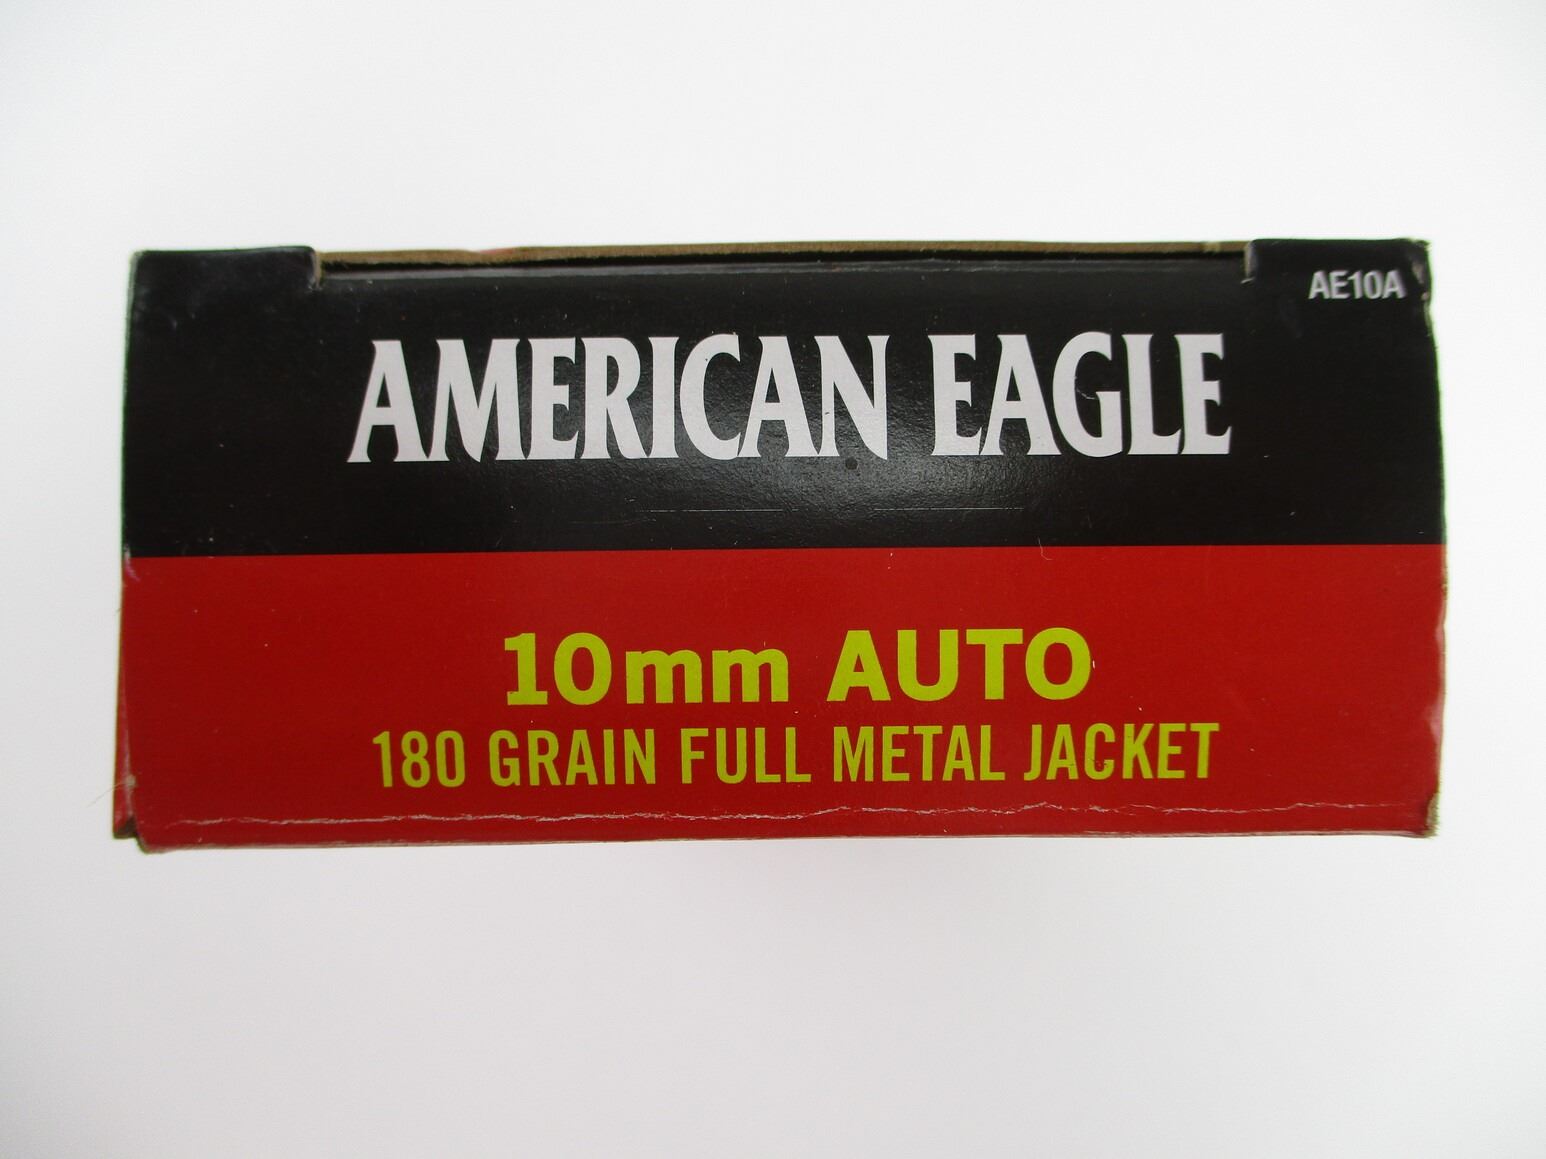 AE10A
AMERICAN EAGLE
10mm AUTO
180 GRAIN FULL METAL JACKET